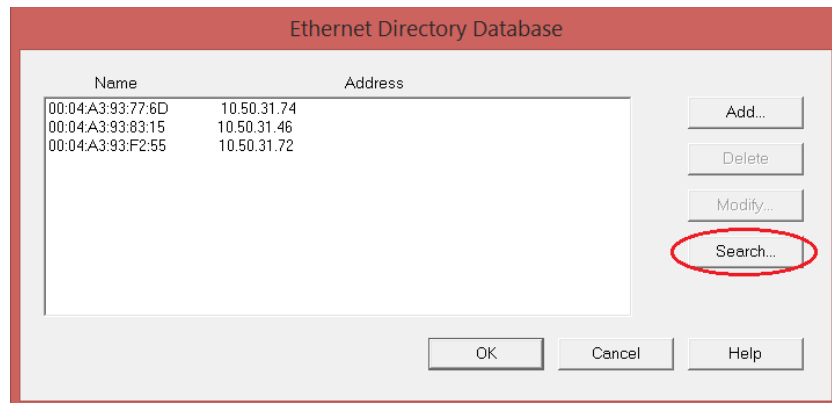 Ethernet Directory Database
Name Address
00:04:A3:93:77:6D 10.50.31.74
00:04:A3:93:83:15 10.50.31.46
00:04:A3:93:F2:55 10.50.31.72
Add...
Delete
Modify...
Search...
OK Cancel Help